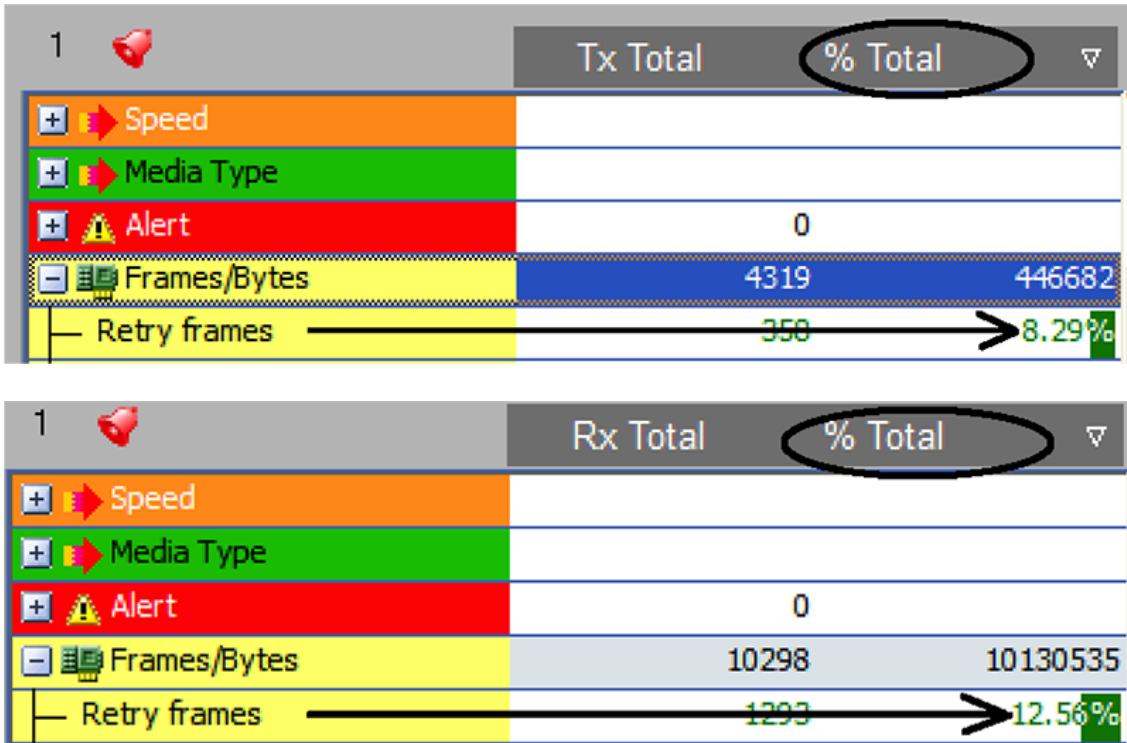 1 Tx Total % Total
Speed
Media Type
Alert 0
Frames/Bytes 4319 446682
Retry frames 358 8.29%
1 Rx Total % Total
Speed
Media Type
Alert 0
Frames/Bytes 10298 10130535
Retry frames 1293 12.56%